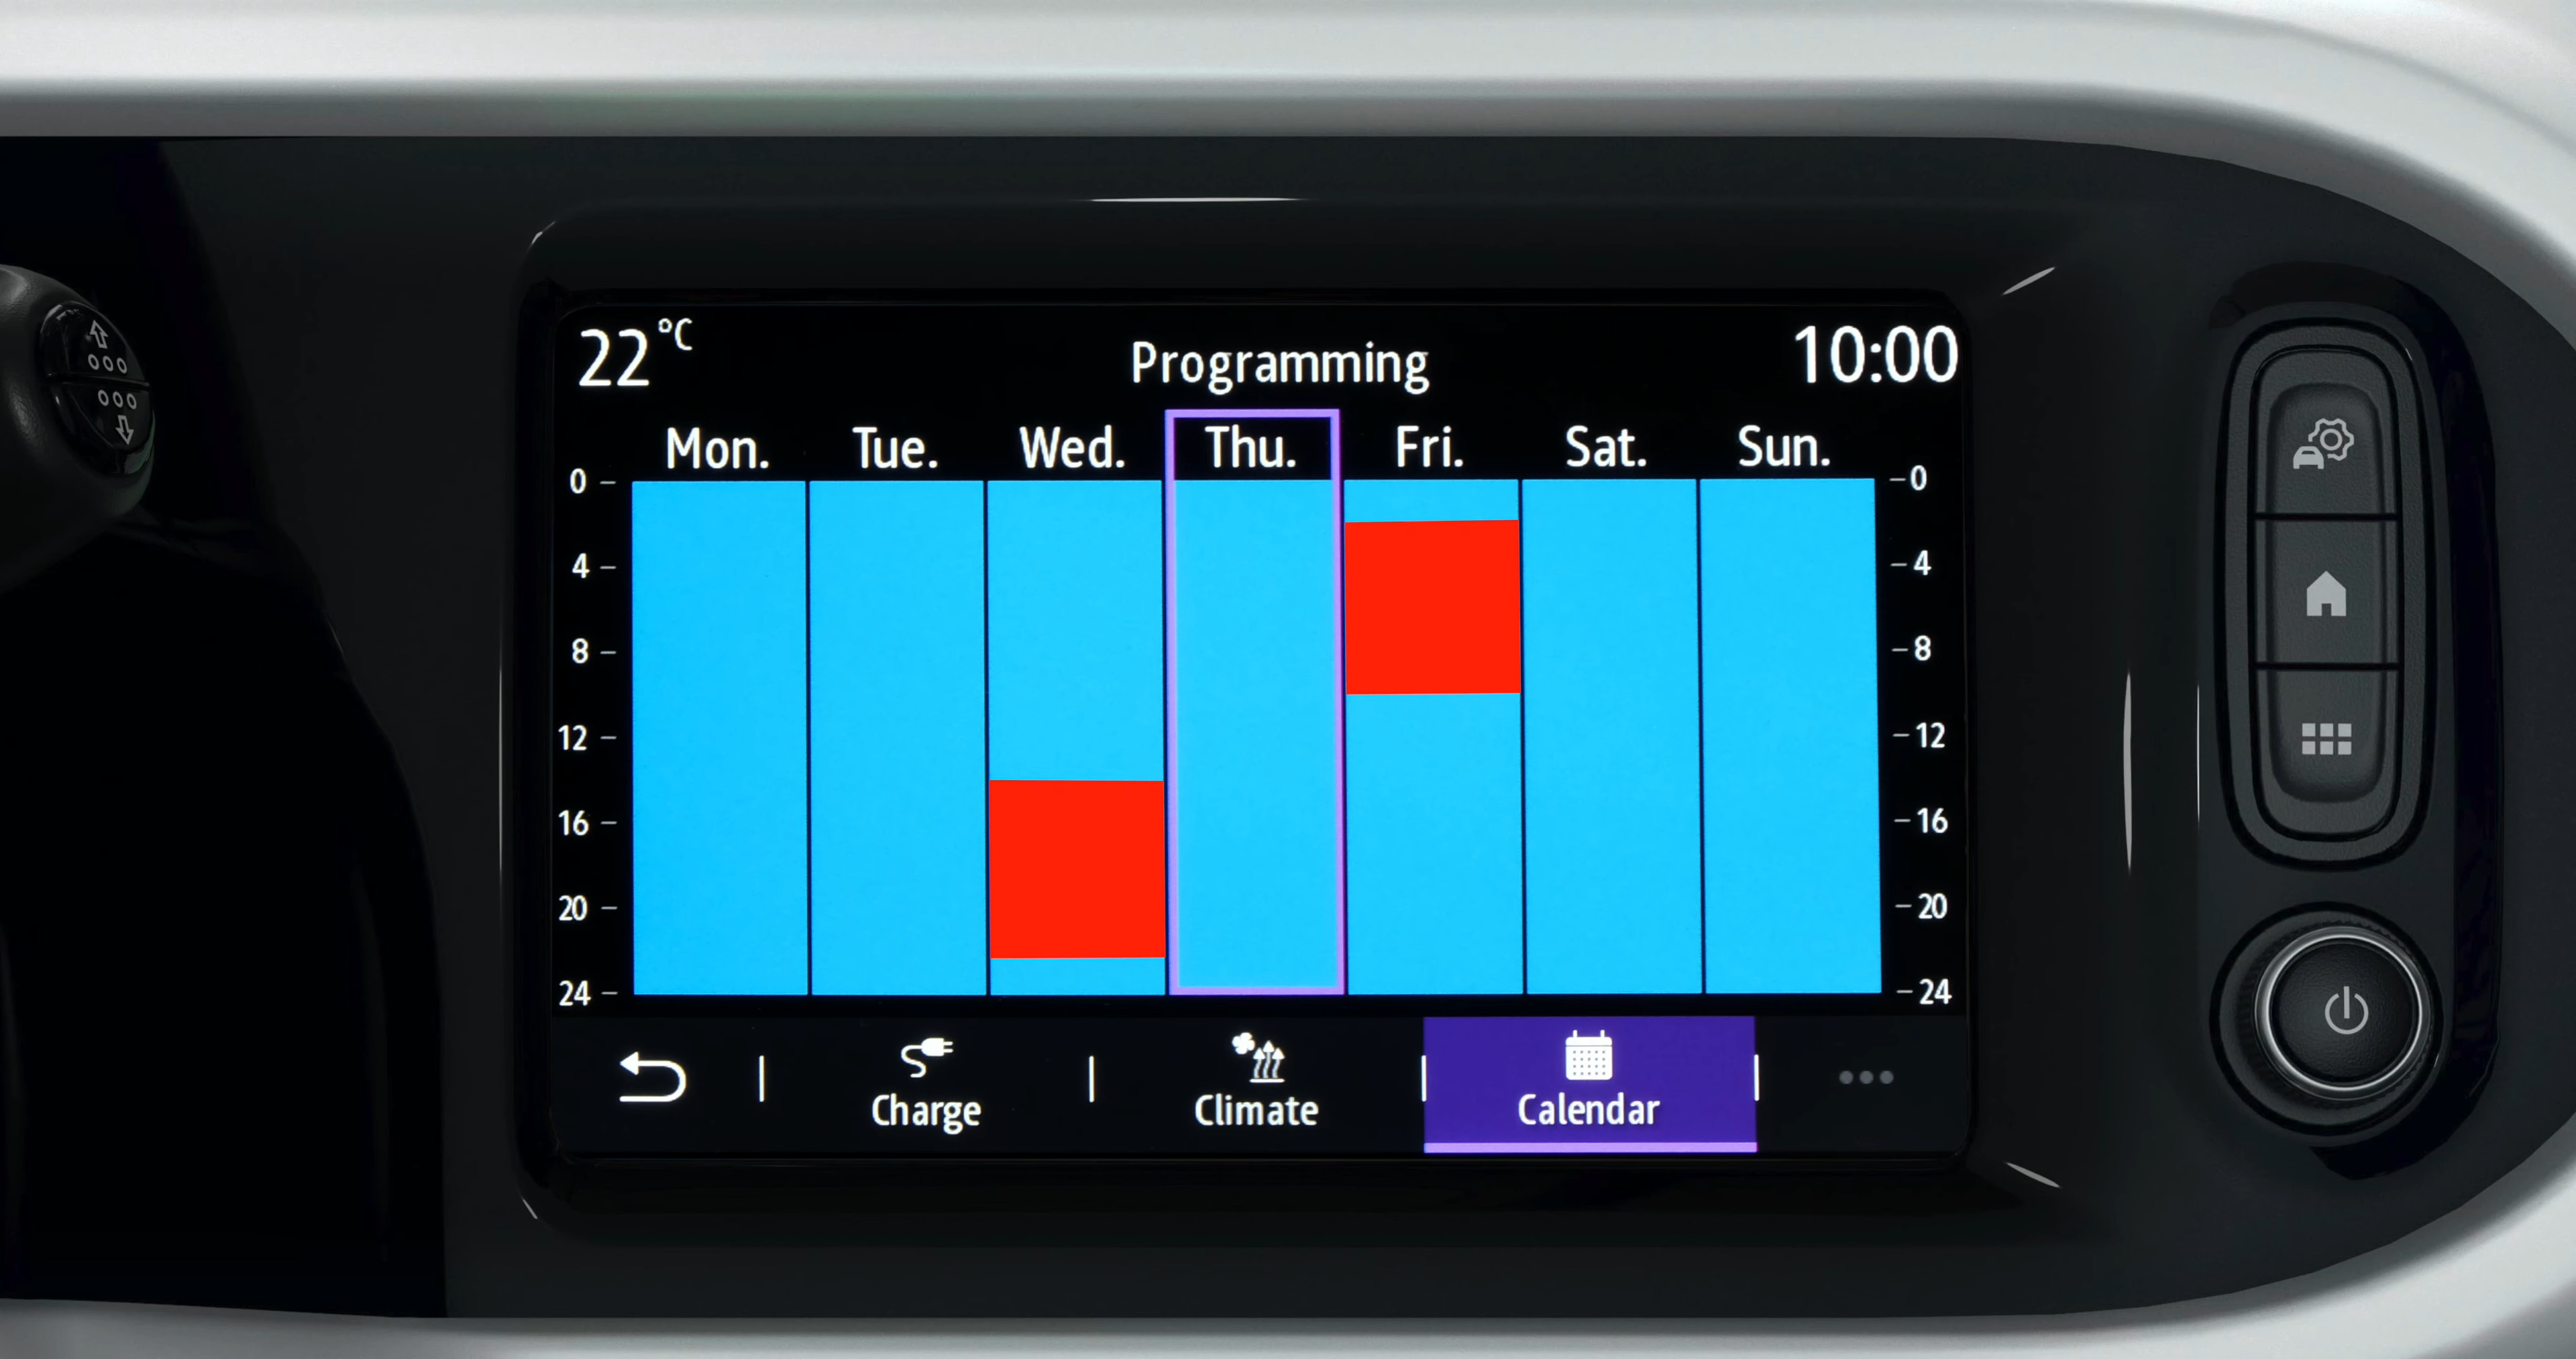 22 °C
Programming
10:00
Mon. Tue. Wed. Thu. Fri. Sat. Sun.
0 0
4 4
8 8
12 12
16 16
20 20
24 24
Charge
Climate
Calendar